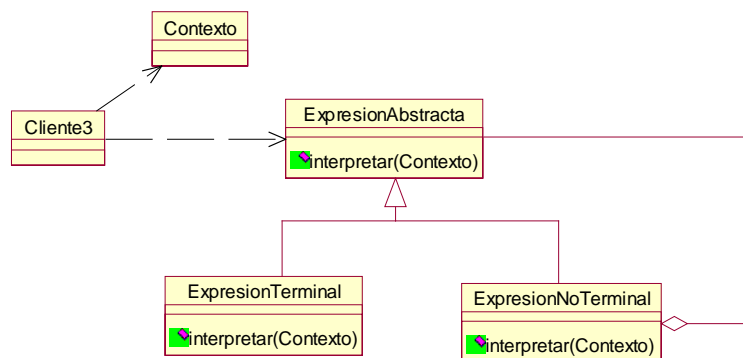 Contexto
Cliente3
ExpresionAbstracta
interpretar(Contexto)
ExpresionTerminal
interpretar(Contexto)
ExpresionNoTerminal
interpretar(Contexto)